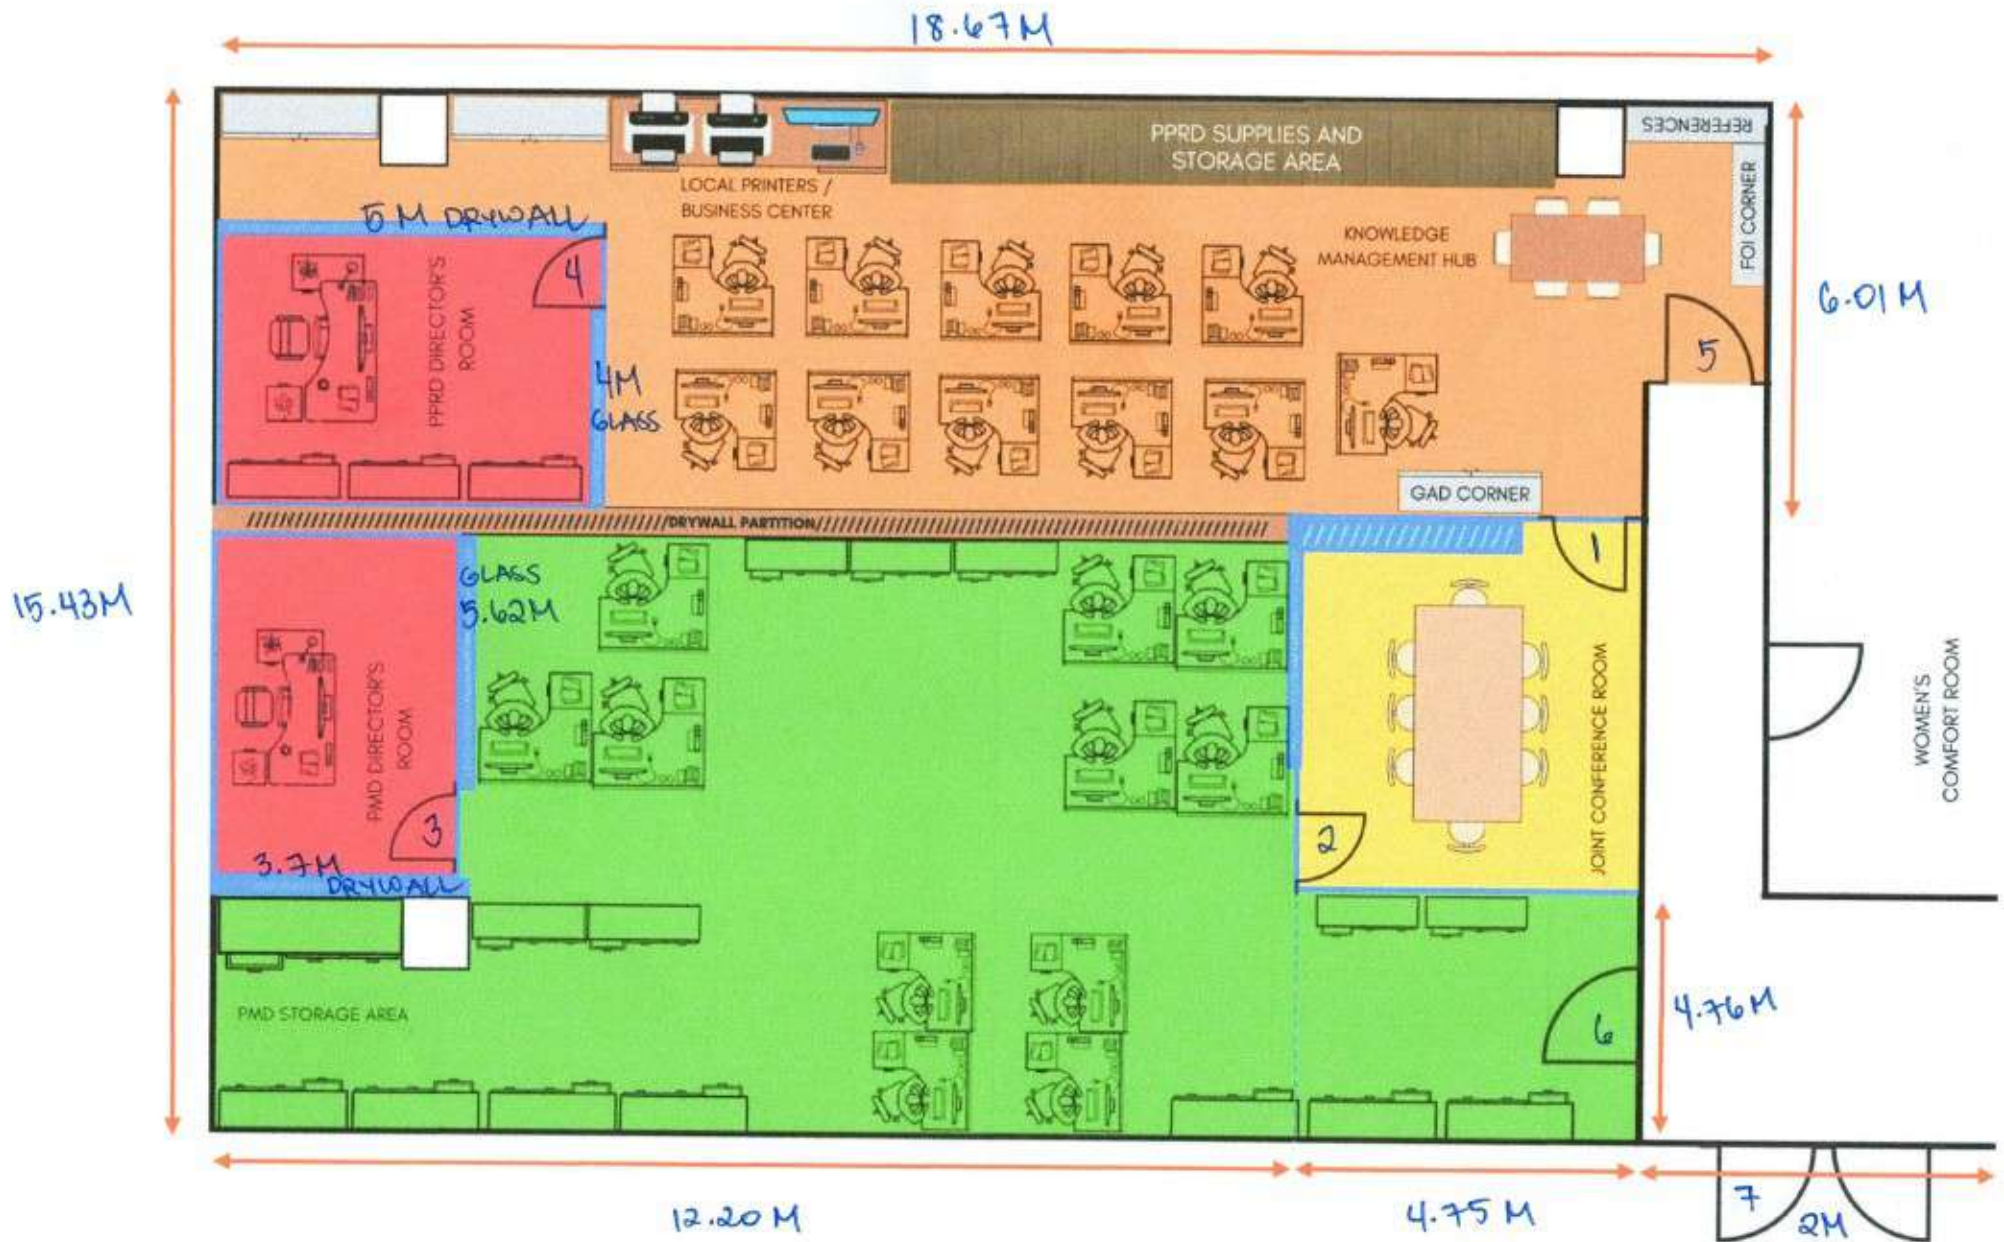 18.67M
REFERENCES
PPRD SUPPLIES AND
STORAGE AREA
FOI CORNER
LOCAL PRINTERS /
BUSINESS CENTER
5 M DRYWALL
KNOWLEDGE
MANAGEMENT HUB
4
PPRD DIRECTOR'S
ROOM
6.01M
5
4M
GLASS
GAD CORNER
DRYWALL PARTITION
1
GLASS
5.62M
15.43M
PMD DIRECTOR'S
ROOM
JOINT CONFERENCE ROOM
WOMEN'S
COMFORT ROOM
3
2
3.7M
DRYWALL
PMD STORAGE AREA
4.76M
6
12.20M
4.75M
7
2M